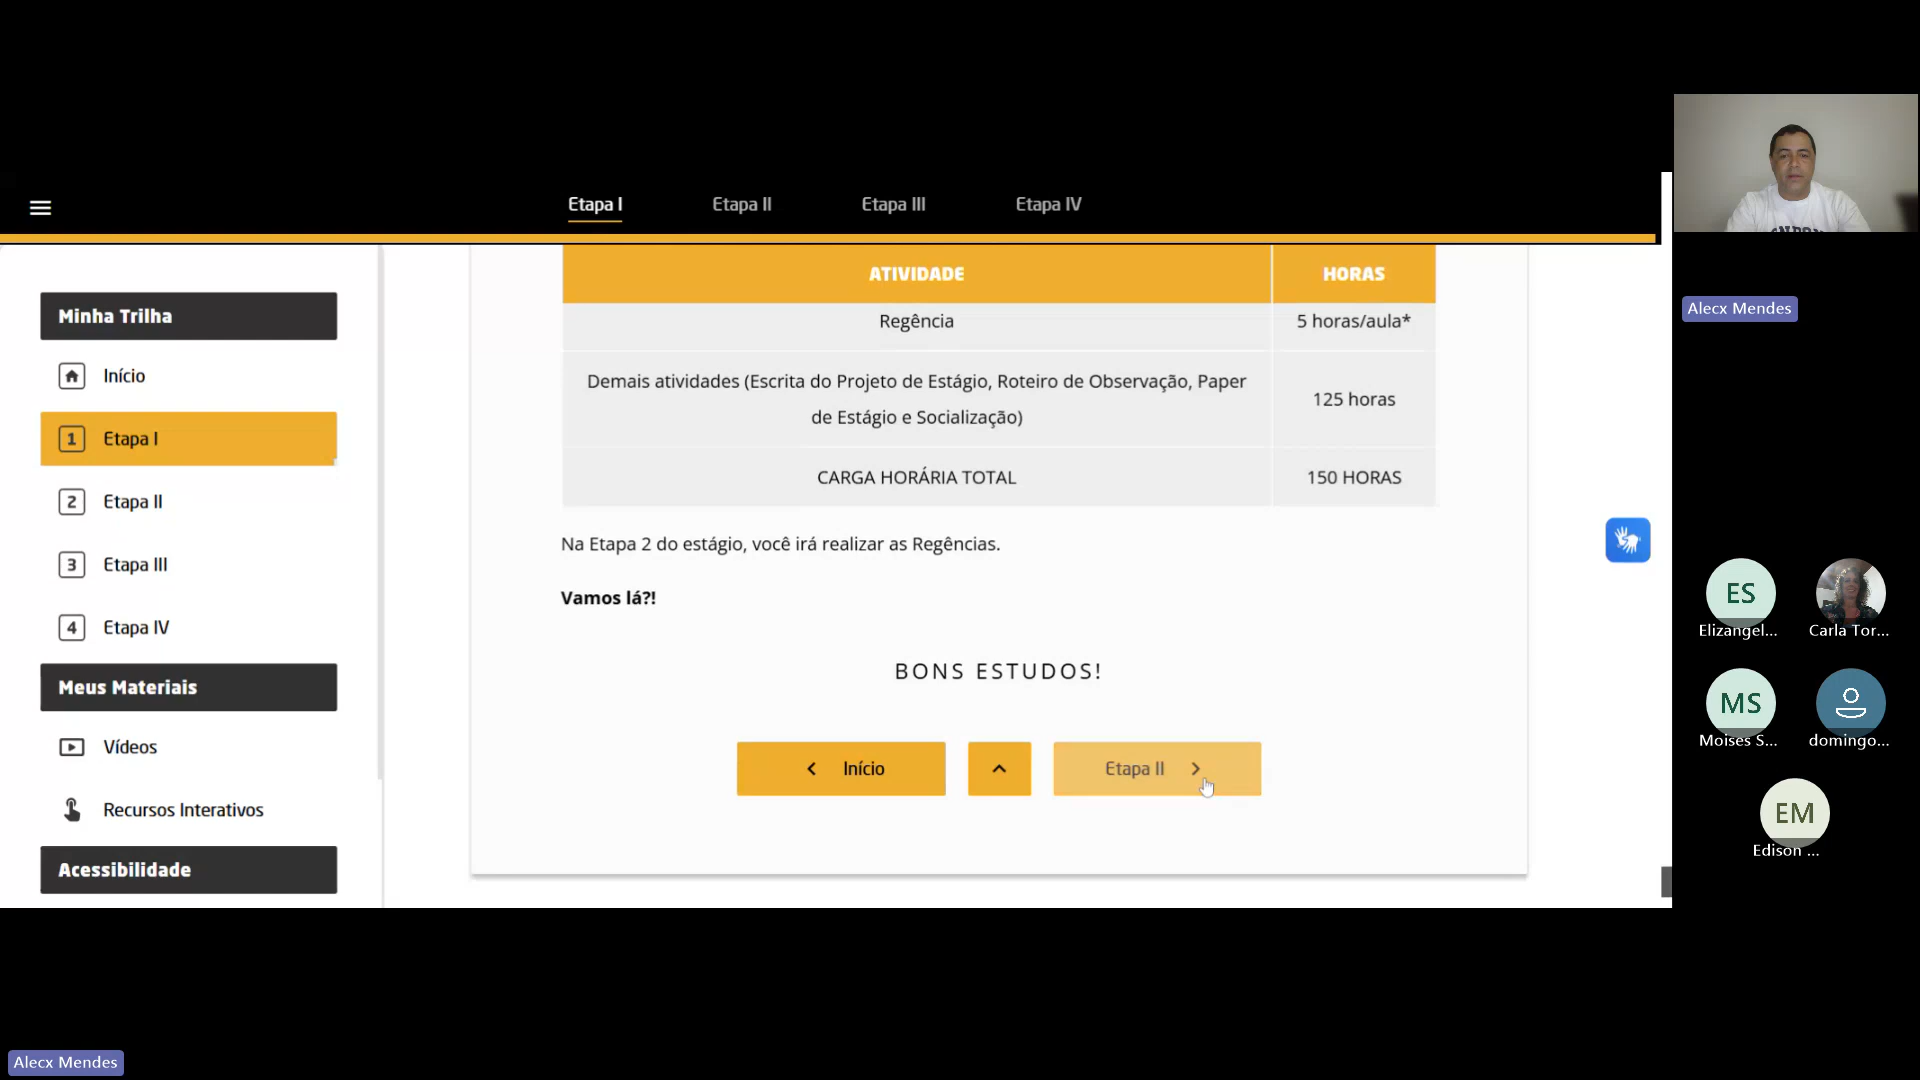 Etapa I
Etapa II
Etapa III
Etapa IV
Minha Trilha
Início
1
Etapa I
2
Etapa II
3
Etapa III
4
Etapa IV
Meus Materiais
Vídeos
Recursos Interativos
Acessibilidade
ATIVIDADE
HORAS
Regência
5 horas/aula*
Demais atividades (Escrita do Projeto de Estágio, Roteiro de Observação, Paper
de Estágio e Socialização)
125 horas
CARGA HORÁRIA TOTAL
150 HORAS
Na Etapa 2 do estágio, você irá realizar as Regências.
Vamos lá?!
BONS ESTUDOS!
Início
Etapa II
Alecx Mendes
ES
Elizangel...
Carla Tor...
MS
Moises S...
domingo...
EM
Edison ...
Alecx Mendes